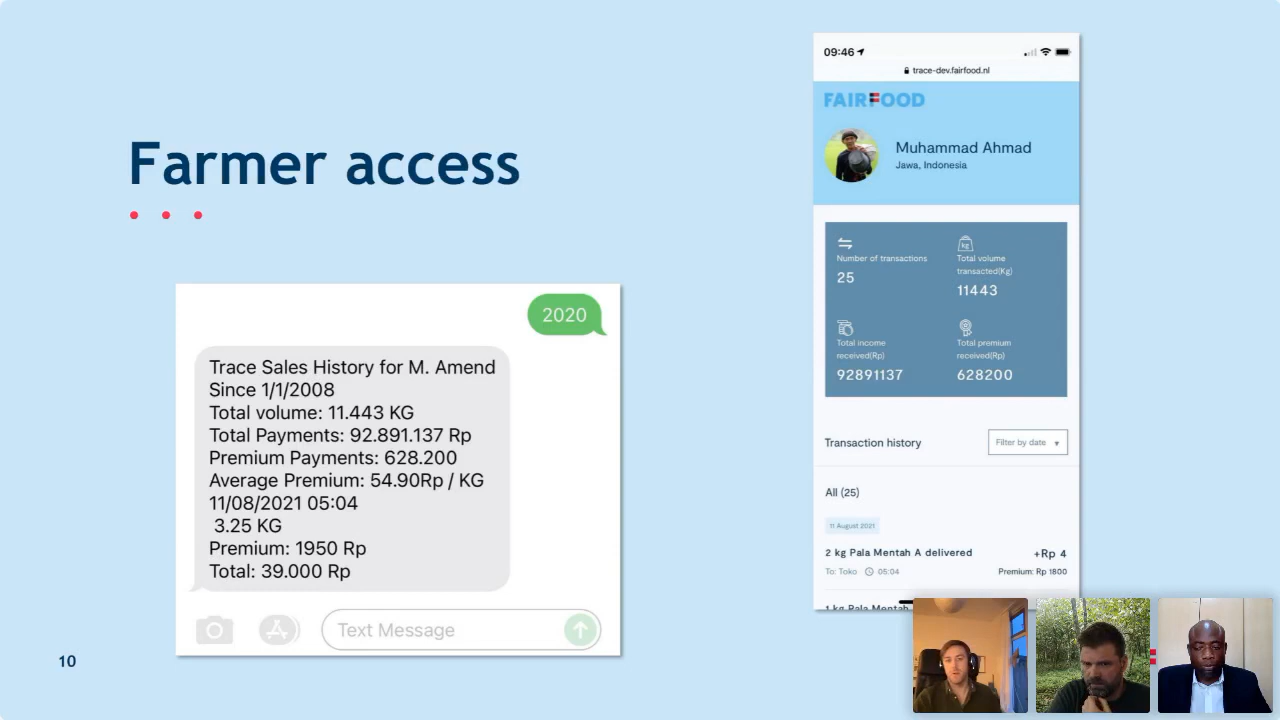 Farmer access
2020
Trace Sales History for M. Amend
Since 1/1/2008
Total volume: 11.443 KG
Total Payments: 92.891.137 Rp
Premium Payments: 628.200
Average Premium: 54.90Rp / KG
11/08/2021 05:04
3.25 KG
Premium: 1950 Rp
Total: 39.000 Rp
Text Message
10
09:46
trace-dev.fairfood.nl
FAIRFOOD
Muhammad Ahmad
Jawa, Indonesia
Number of transactions
25
kg
Total volume
transacted(Kg)
11443
Total income
received(Rp)
92891137
Total premium
received(Rp)
628200
Transaction history
Filter by date
All (25)
11 August 2021
2 kg Pala Mentah A delivered
+Rp 4
To: Toko 05:04
Premium: Rp 1800
1 kg Pala Mentah